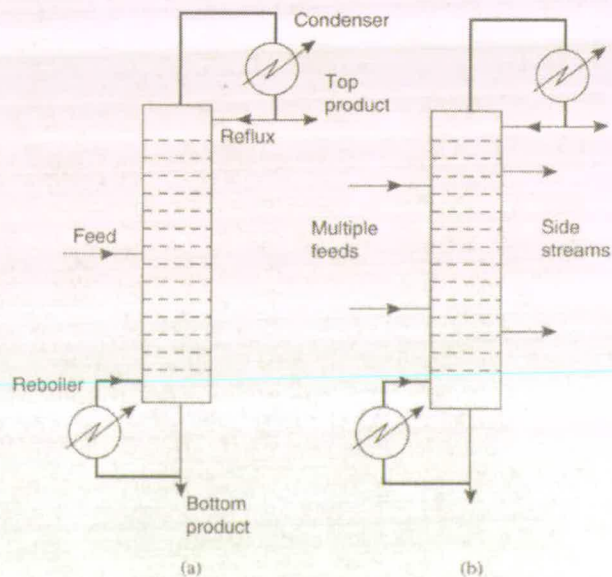 Condenser
Top
product
Reflux
Feed
Multiple
feeds
Side
streams
Reboiler
Bottom
product
(a)
(b)